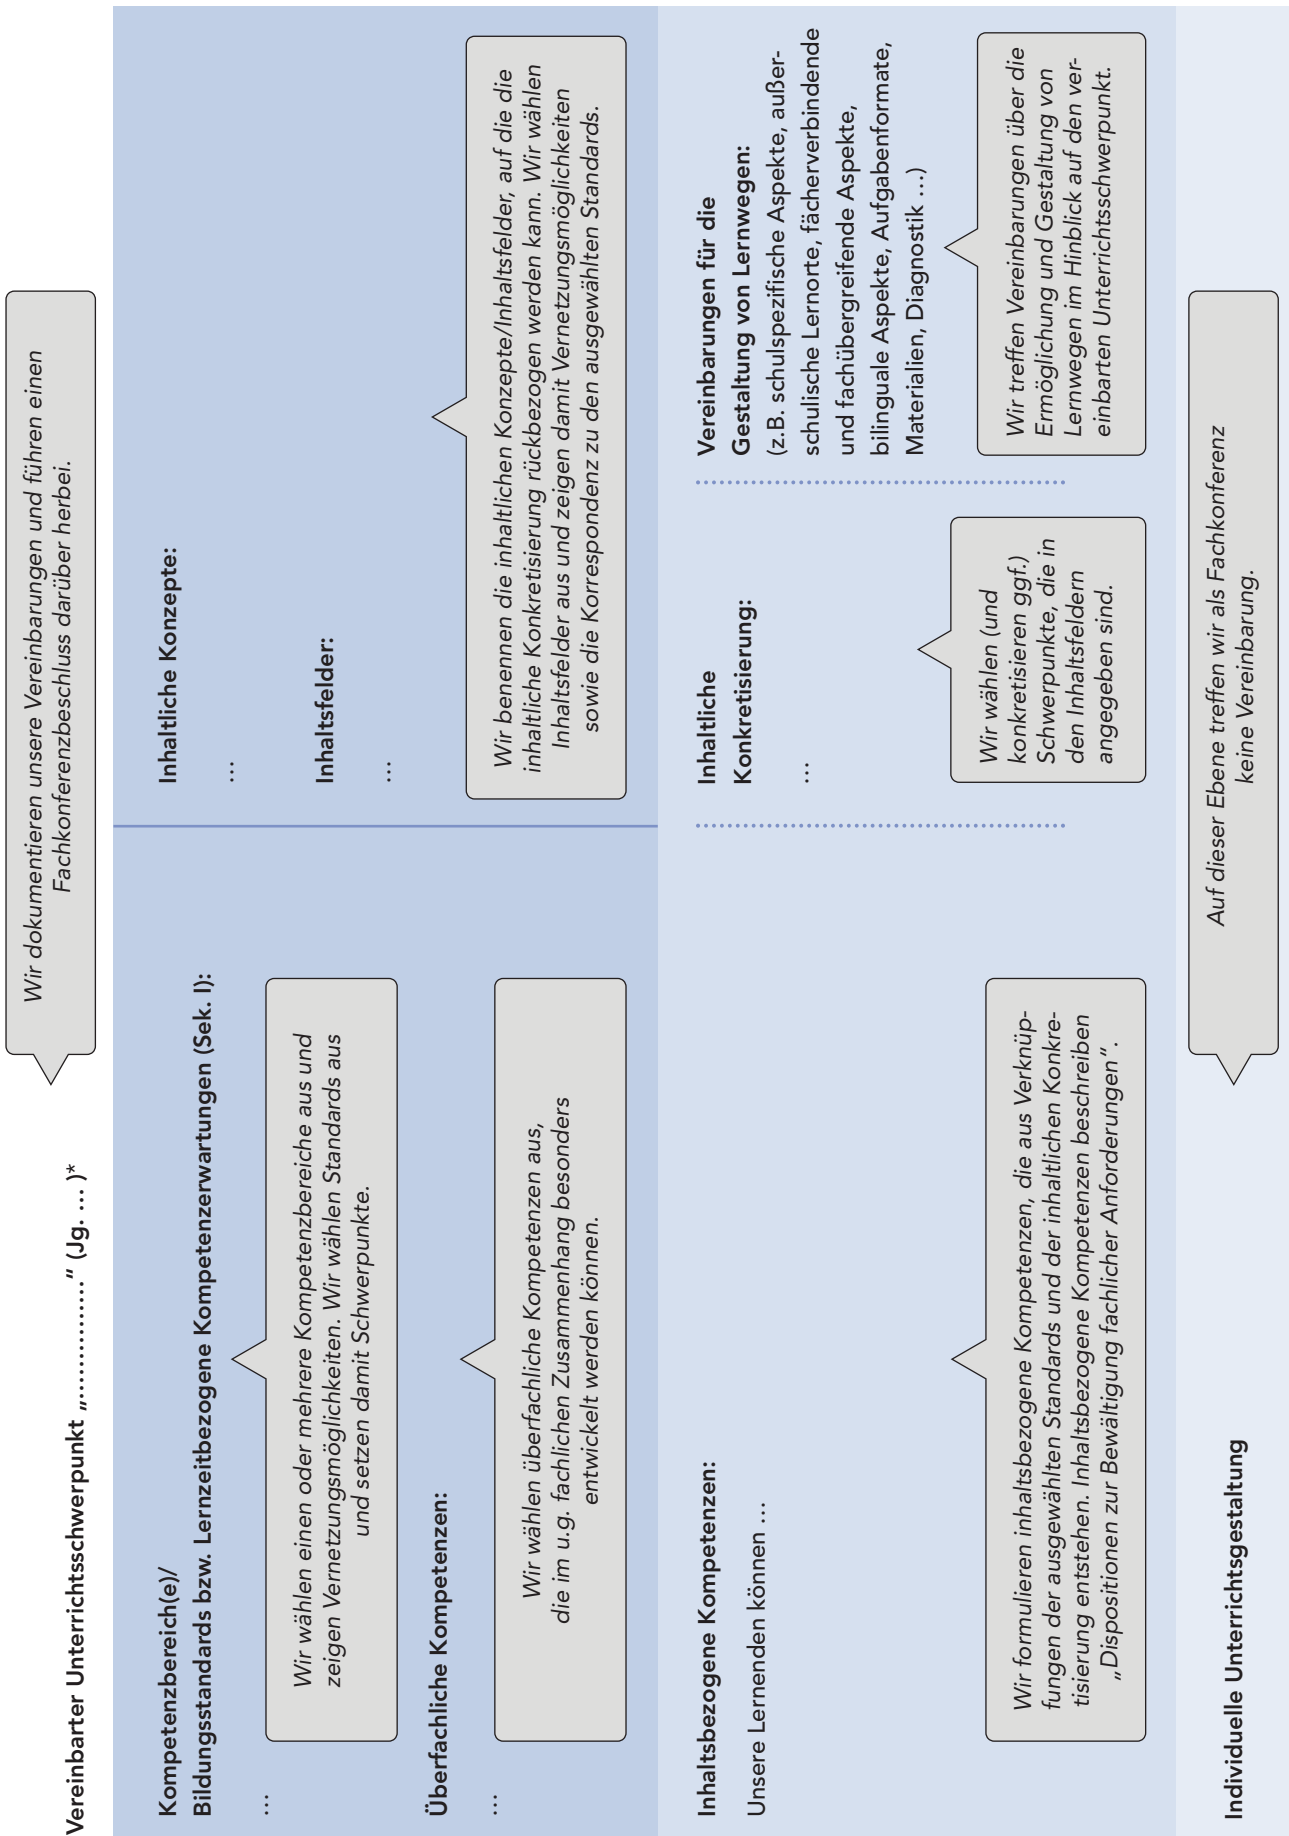 Vereinbarter Unterrichtsschwerpunkt „…………..“ (Jg. …)*
Wir dokumentieren unsere Vereinbarungen und führen einen
Fachkonferenzbeschluss darüber herbei.
Kompetenzbereich(e)/
Bildungsstandards bzw. Lernzeitbezogene Kompetenzerwartungen (Sek. I):
…
Wir wählen einen oder mehrere Kompetenzbereiche aus und
zeigen Vernetzungsmöglichkeiten. Wir wählen Standards aus
und setzen damit Schwerpunkte.
Überfachliche Kompetenzen:
…
Wir wählen überfachliche Kompetenzen aus,
die im u.g. fachlichen Zusammenhang besonders
entwickelt werden können.
Inhaltliche Konzepte:
…
Inhaltsfelder:
…
Wir benennen die inhaltlichen Konzepte/Inhaltsfelder, auf die die
inhaltliche Konkretisierung rückbezogen werden kann. Wir wählen
Inhaltsfelder aus und zeigen damit Vernetzungsmöglichkeiten
sowie die Korrespondenz zu den ausgewählten Standards.
Inhaltsbezogene Kompetenzen:
Unsere Lernenden können …
Wir formulieren inhaltsbezogene Kompetenzen, die aus Verknüp-
fungen der ausgewählten Standards und der inhaltlichen Konkre-
tisierung entstehen. Inhaltsbezogene Kompetenzen beschreiben
„Dispositionen zur Bewältigung fachlicher Anforderungen“.
Inhaltliche
Konkretisierung:
…
Wir wählen (und
konkretisieren ggf.)
Schwerpunkte, die in
den Inhaltsfeldern
angegeben sind.
Vereinbarungen für die
Gestaltung von Lernwegen:
(z.B. schulspezifische Aspekte, außer-
schulische Lernorte, fächerverbindende
und fachübergreifende Aspekte,
bilinguale Aspekte, Aufgabenformate,
Materialien, Diagnostik …)
Wir treffen Vereinbarungen über die
Ermöglichung und Gestaltung von
Lernwegen im Hinblick auf den ver-
einbarten Unterrichtsschwerpunkt.
Individuelle Unterrichtsgestaltung
Auf dieser Ebene treffen wir als Fachkonferenz
keine Vereinbarung.